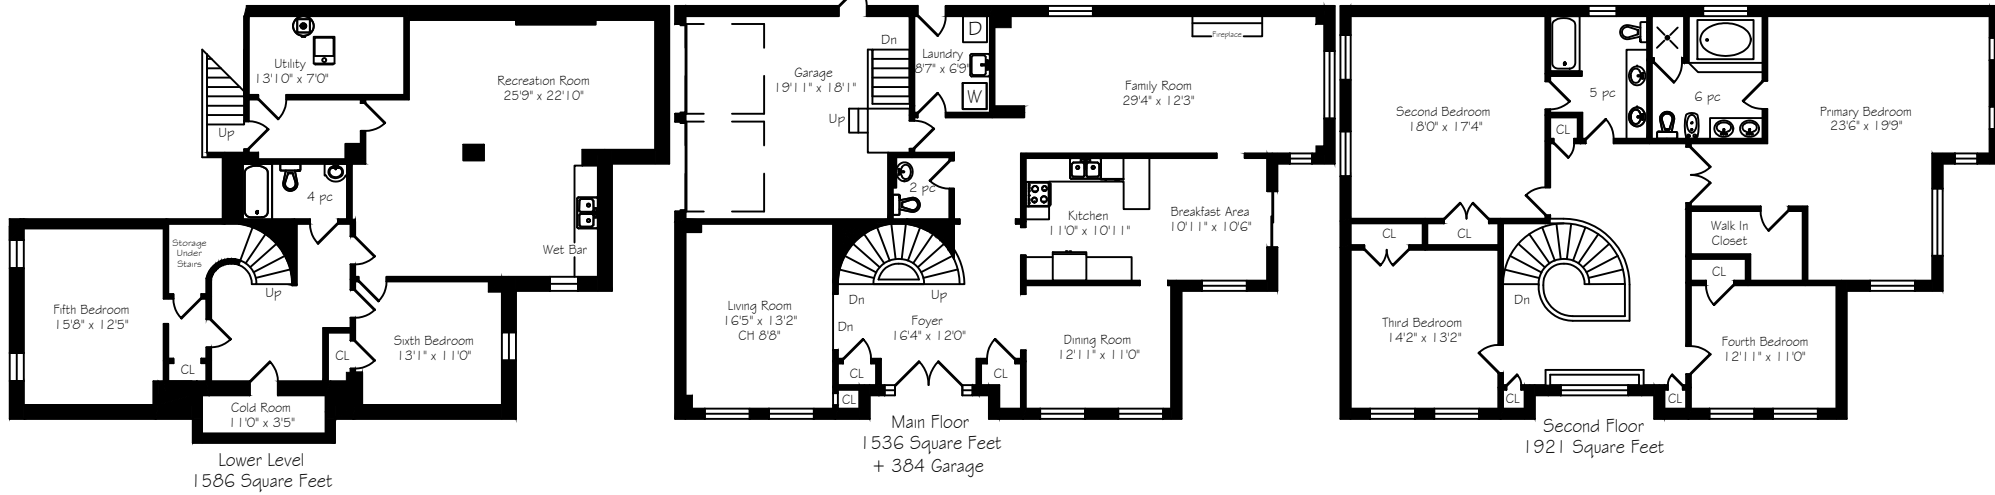 Utility
13'10" x 7'0"
Recreation Room
25'9" x 22'10"
Up
4 pc
Storage
Under
Stairs
Wet Bar
Up
Fifth Bedroom
15'8" x 12'5"
Sixth Bedroom
13'1" x 11'0"
CL
CL
Cold Room
11'0" x 3'5"
Lower Level
1586 Square Feet
Garage
19'11" x 18'1"
Dn
Up
Laundry
8'7" x 6'9"
D
W
Fireplace
Family Room
29'4" x 12'3"
2 pc
Kitchen
11'0" x 10'11"
Breakfast Area
10'11" x 10'6"
Living Room
16'5" x 13'2"
CH 8'8"
Dn
Up
Dn
Foyer
16'4" x 12'0"
Dining Room
12'11" x 11'0"
CL
CL
CL
Main Floor
1536 Square Feet
+ 384 Garage
Second Bedroom
18'0" x 17'4"
5 pc
6 pc
CL
Primary Bedroom
23'6" x 19'9"
CL
CL
Walk In
Closet
CL
Dn
Third Bedroom
14'2" x 13'2"
Fourth Bedroom
12'11" x 11'0"
CL
CL
Second Floor
1921 Square Feet